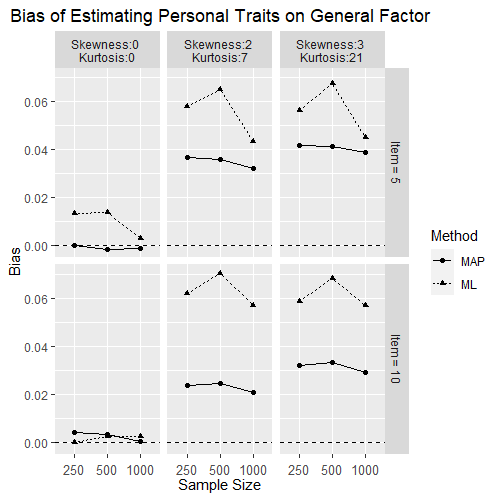 Bias of Estimating Personal Traits on General Factor
Skewness:0
Kurtosis:0
Skewness:2
Kurtosis:7
Skewness:3
Kurtosis:21
0.06
0.04
0.02
0.00
Item = 5
0.06
0.04
0.02
0.00
Item = 10
Bias
250 500 1000
250 500 1000
250 500 1000
Sample Size
Method
MAP
ML